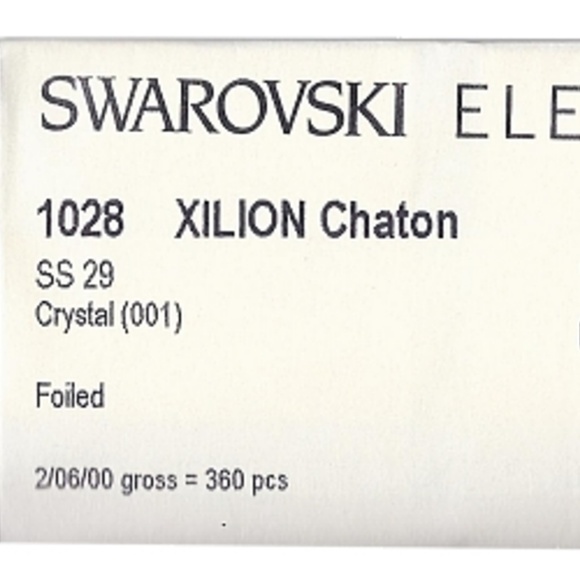 SWAROVSKI ELE
1028 XILION Chaton
SS 29
Crystal (001)
Foiled
2/06/00 gross = 360 pcs